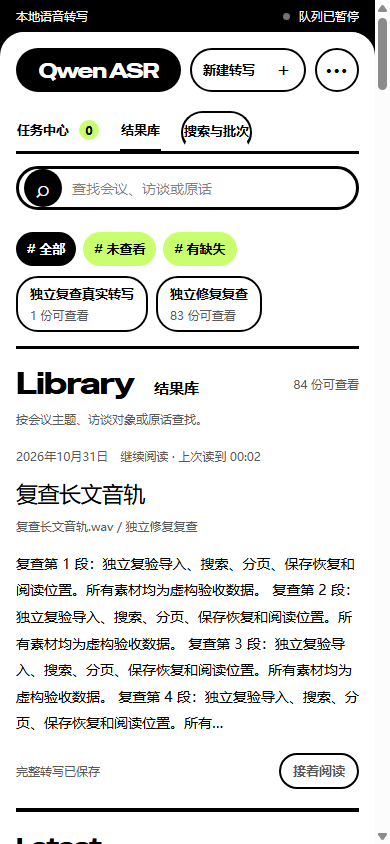 本地语音转写
队列已暂停
Qwen ASR
新建转写 +
任务中心 0
结果库
搜索与批次
查找会议、访谈或原话
# 全部
# 未查看
# 有缺失
独立复查真实转写
1 份可查看
独立修复复查
83 份可查看
Library 结果库
84 份可查看
按会议主题、访谈对象或原话查找。
2026年10月31日 继续阅读 · 上次读到 00:02
复查长文音轨
复查长文音轨.wav / 独立修复复查
复查第 1 段：独立复验导入、搜索、分页、保存恢复和
阅读位置。所有素材均为虚构验收数据。 复查第 2 段：
独立复验导入、搜索、分页、保存恢复和阅读位置。所
有素材均为虚构验收数据。 复查第 3 段：独立复验导
入、搜索、分页、保存恢复和阅读位置。所有素材均为
虚构验收数据。 复查第 4 段：独立复验导入、搜索、分
页、保存恢复和阅读位置。所有...
完整转写已保存
接着阅读
Latest